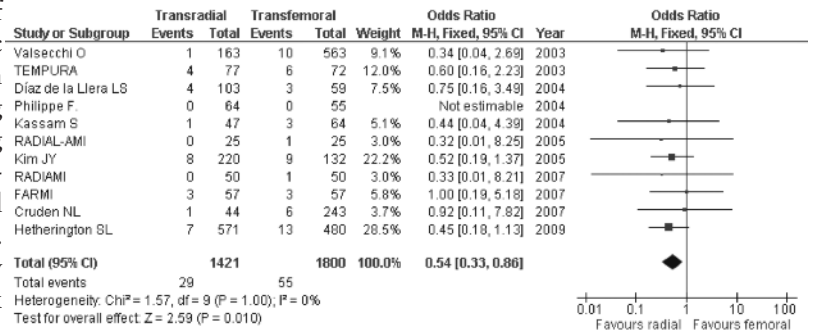 Transradial Transfemoral Odds Ratio Odds Ratio
Study or Subgroup Events Total Events Total Weight M-H, Fixed, 95% CI Year M-H, Fixed, 95% CI
Valsecchi O 1 163 10 563 9.1% 0.34 [0.04, 2.69] 2003
TEMPURA 4 77 6 72 12.0% 0.60 [0.16, 2.23] 2003
Díaz de la Llera LS 4 103 3 59 7.5% 0.75 [0.16, 3.49] 2004
Philippe F. 0 64 0 55 Not estimable 2004
Kassam S 1 47 3 64 5.1% 0.44 [0.04, 4.39] 2004
RADIAL-AMI 0 25 1 25 3.0% 0.32 [0.01, 8.25] 2005
Kim JY 8 220 9 132 22.2% 0.52 [0.19, 1.37] 2005
RADIAMI 0 50 1 50 3.0% 0.33 [0.01, 8.21] 2007
FARMI 3 57 3 57 5.8% 1.00 [0.19, 5.18] 2007
Cruden NL 1 44 6 243 3.7% 0.92 [0.11, 7.82] 2007
Hetherington SL 7 571 13 480 28.5% 0.45 [0.18, 1.13] 2009
Total (95% CI) 1421 1800 100.0% 0.54 [0.33, 0.86]
Total events 29 55
Heterogeneity: Chi² = 1.57, df = 9 (P = 1.00); I² = 0%
Test for overall effect: Z = 2.59 (P = 0.010)
0.01 0.1 1 10 100
Favours radial Favours femoral